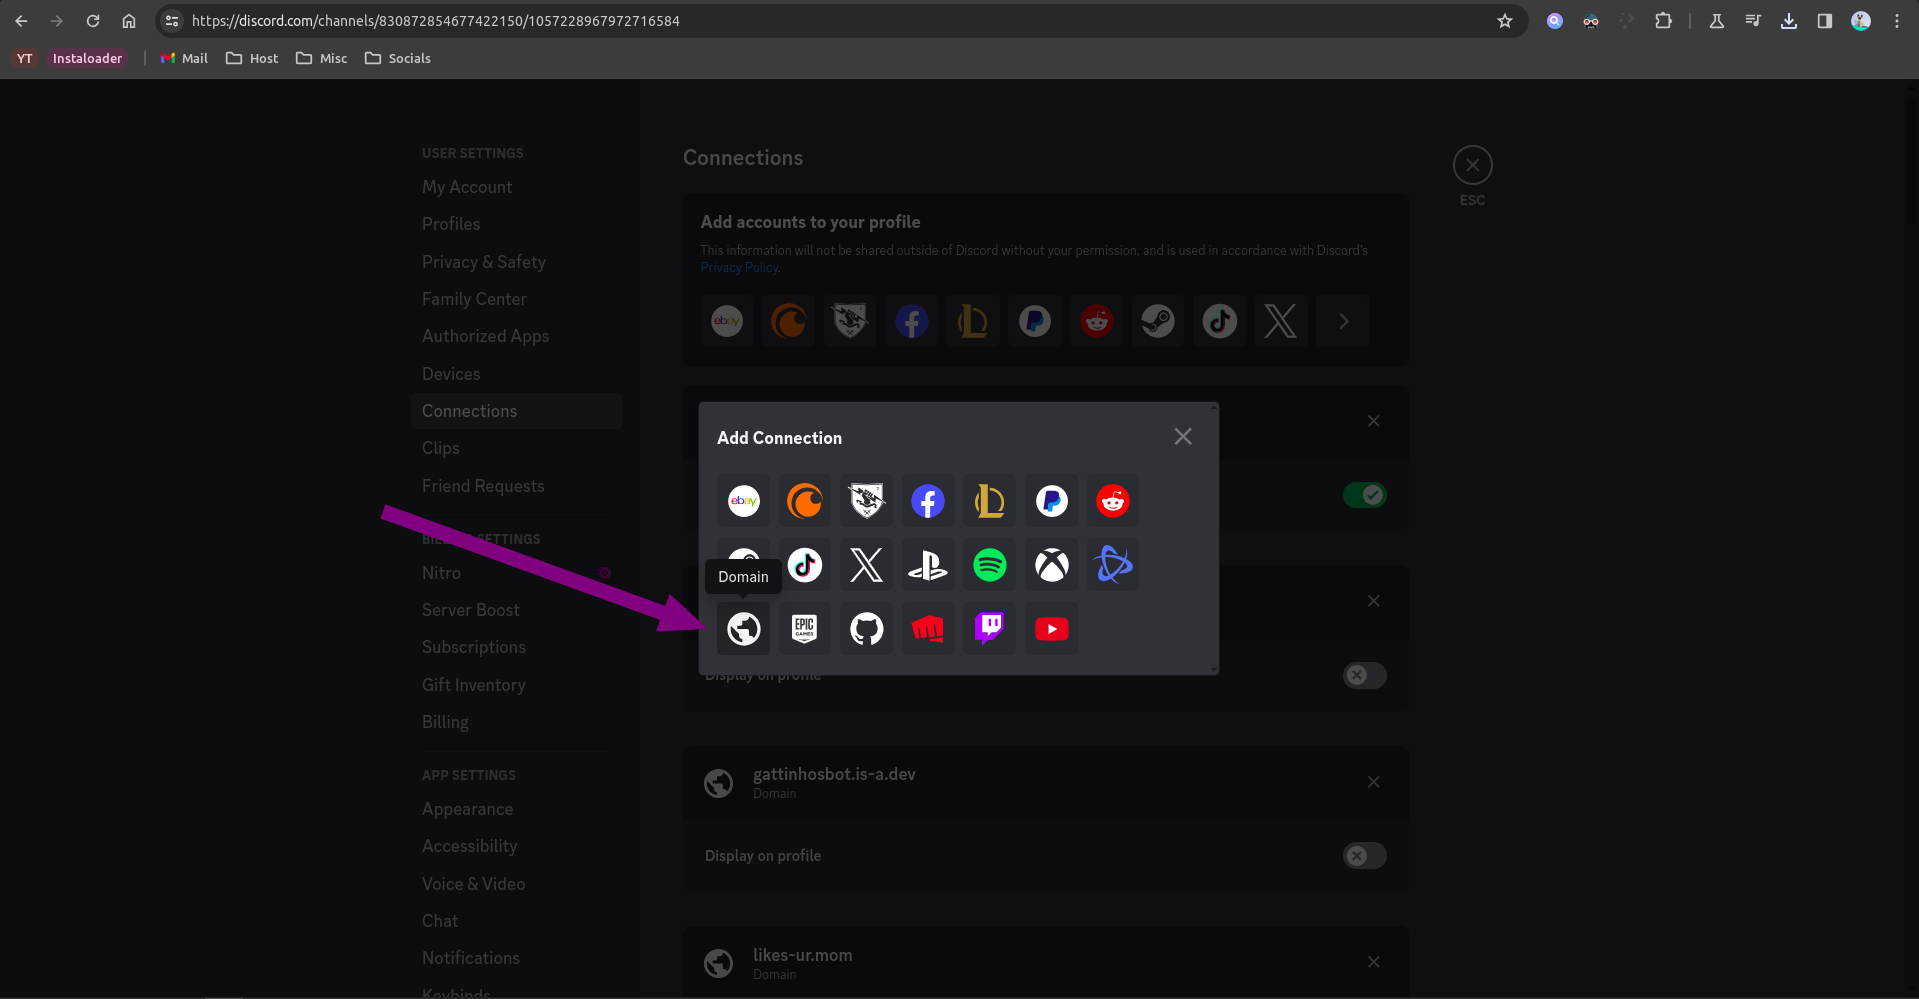 https://discord.com/channels/830872854677422150/1057228967972716584
YT
Instaloader
Mail
Host
Misc
Socials
USER SETTINGS
My Account
Profiles
Privacy & Safety
Family Center
Authorized Apps
Devices
Connections
Clips
Friend Requests
BILLING SETTINGS
Nitro
Server Boost
Subscriptions
Gift Inventory
Billing
APP SETTINGS
Appearance
Accessibility
Voice & Video
Chat
Notifications
Keybinds
Connections
ESC
Add accounts to your profile
This information will not be shared outside of Discord without your permission, and is used in accordance with Discord's
Privacy Policy.
ebay
Add Connection
ebay
Domain
EPIC
GAMES
Display on profile
gattinhosbot.is-a.dev
Domain
Display on profile
likes-ur.mom
Domain